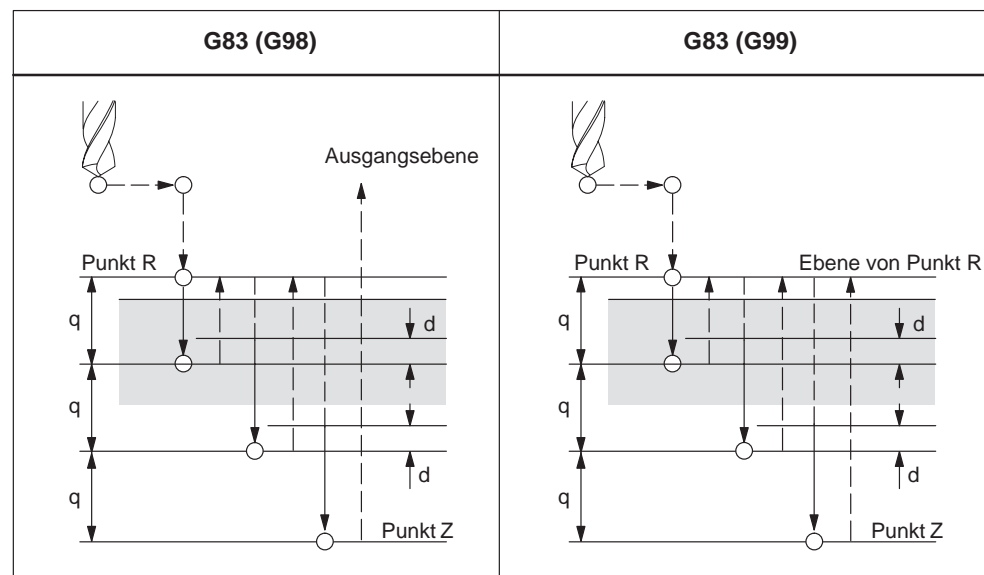 G83 (G98)
G83 (G99)
Ausgangsebene
Punkt R
q
d
q
q
d
Punkt Z
Punkt R
Ebene von Punkt R
q
d
q
q
d
Punkt Z